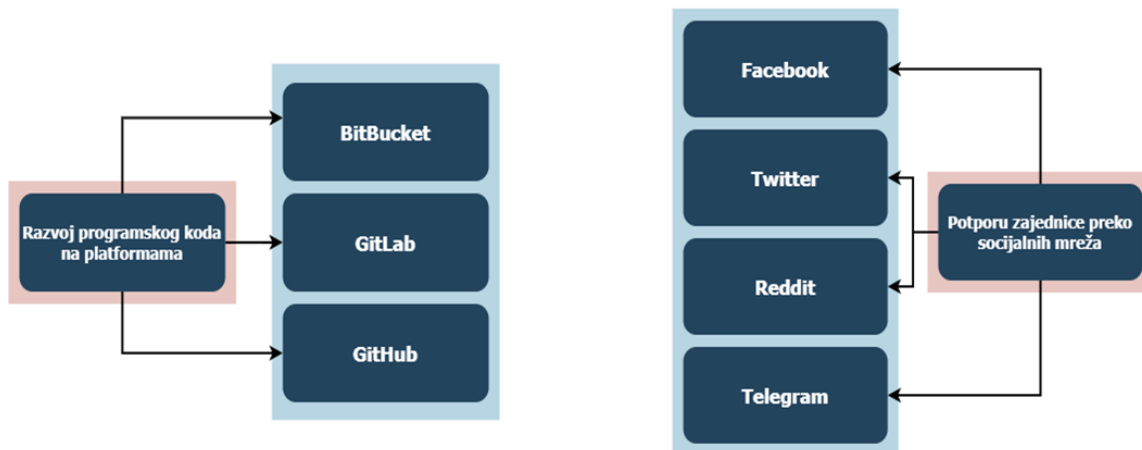 Razvoj programskog koda
na platformama
BitBucket
GitLab
GitHub
Facebook
Twitter
Reddit
Telegram
Potporu zajednice preko
socijalnih mreža